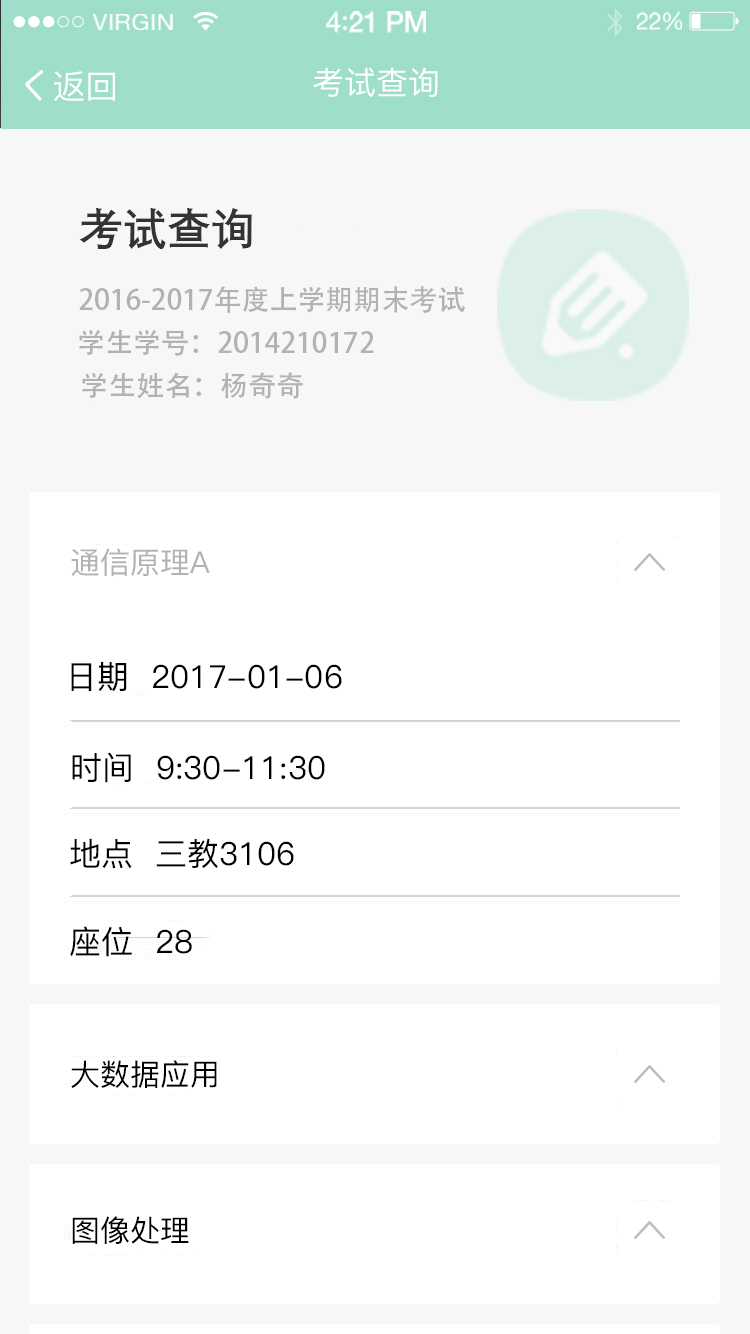 VIRGIN 4:21 PM 22%
返回 考试查询
考试查询
2016-2017年度上学期期末考试
学生学号：2014210172
学生姓名：杨奇奇
通信原理A
日期 2017-01-06
时间 9:30-11:30
地点 三教3106
座位 28
大数据应用
图像处理